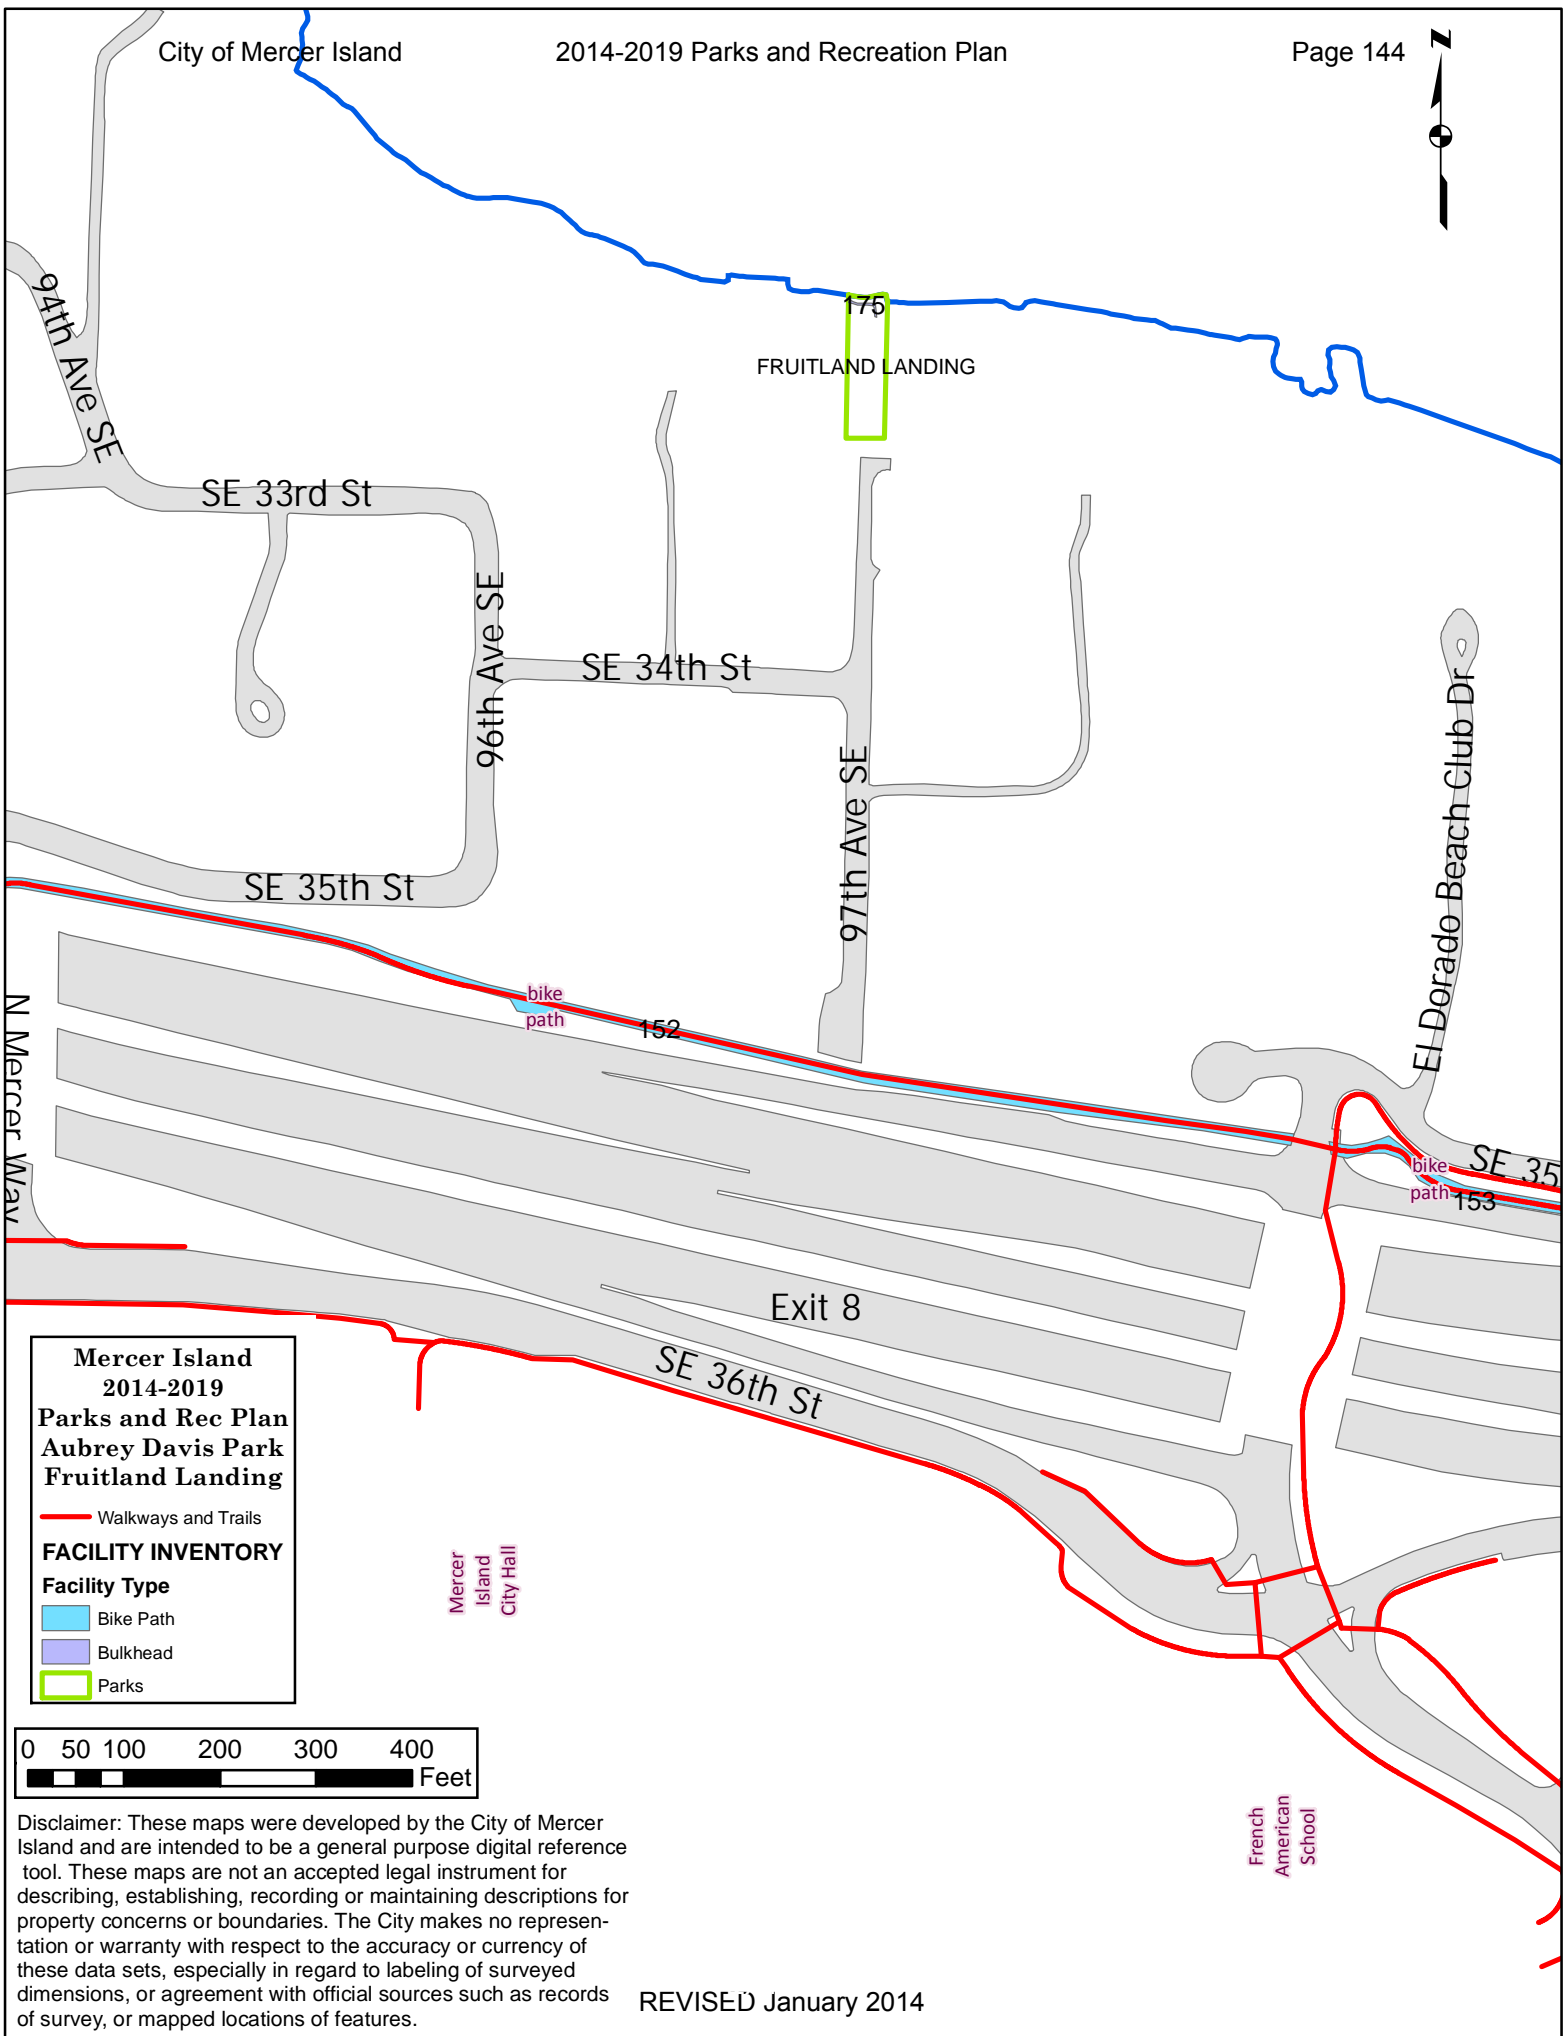 City of Mercer Island
2014-2019 Parks and Recreation Plan
Page 144
N
175
FRUITLAND LANDING
94th Ave SE
SE 33rd St
96th Ave SE
SE 34th St
97th Ave SE
El Dorado Beach Club Dr
SE 35th St
N Mercer Way
bike
path
152
bike
path
153
SE 35
Exit 8
SE 36th St
Mercer Island
2014-2019
Parks and Rec Plan
Aubrey Davis Park
Fruitland Landing
Walkways and Trails
FACILITY INVENTORY
Facility Type
Bike Path
Bulkhead
Parks
Mercer
Island
City Hall
0 50 100 200 300 400
Feet
French
American
School
Disclaimer: These maps were developed by the City of Mercer
Island and are intended to be a general purpose digital reference
tool. These maps are not an accepted legal instrument for
describing, establishing, recording or maintaining descriptions for
property concerns or boundaries. The City makes no represen-
tation or warranty with respect to the accuracy or currency of
these data sets, especially in regard to labeling of surveyed
dimensions, or agreement with official sources such as records
of survey, or mapped locations of features.
REVISED January 2014